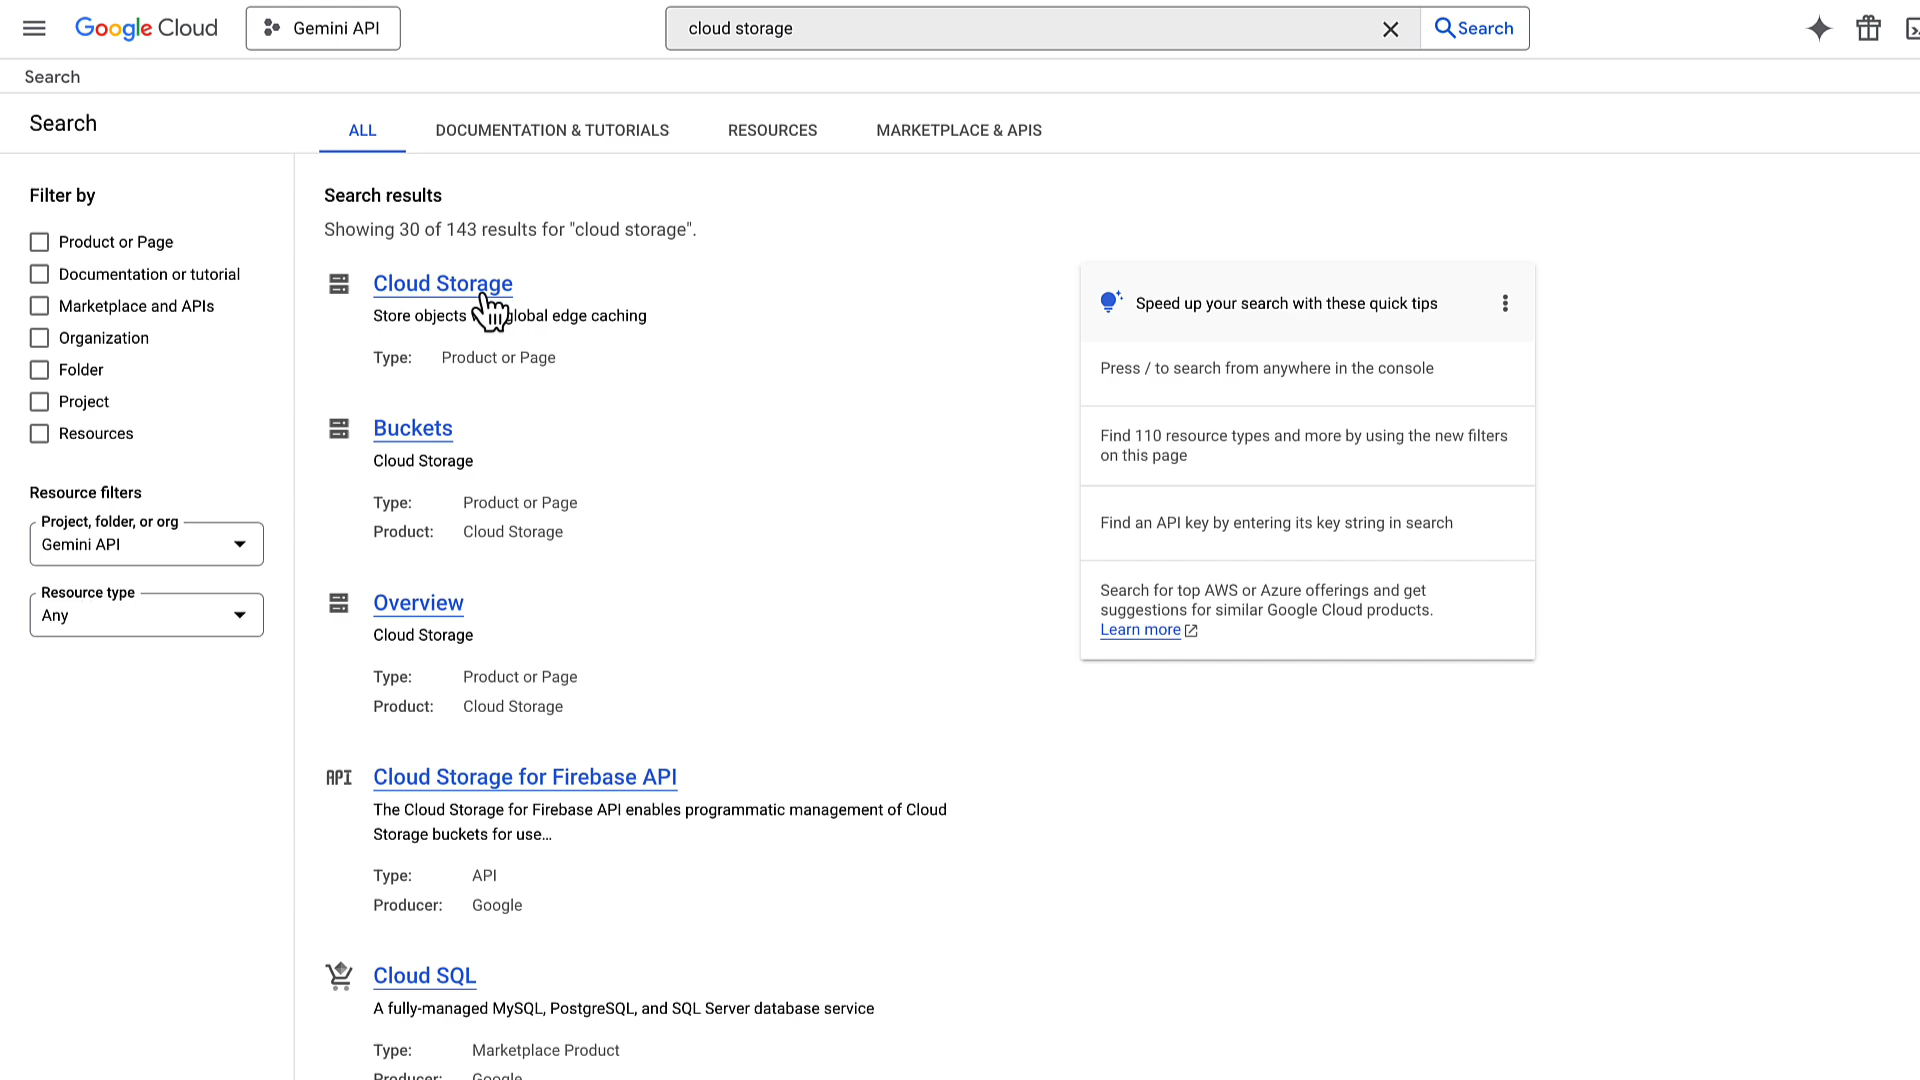 Google Cloud
Gemini API
cloud storage
Search
Search
Search
ALL
DOCUMENTATION & TUTORIALS
RESOURCES
MARKETPLACE & APIS
Filter by
Product or Page
Documentation or tutorial
Marketplace and APIs
Organization
Folder
Project
Resources
Resource filters
Project, folder, or org
Gemini API
Resource type
Any
Search results
Showing 30 of 143 results for "cloud storage".
Cloud Storage
Store objects global edge caching
Type: Product or Page
Buckets
Cloud Storage
Type: Product or Page
Product: Cloud Storage
Overview
Cloud Storage
Type: Product or Page
Product: Cloud Storage
API
Cloud Storage for Firebase API
The Cloud Storage for Firebase API enables programmatic management of Cloud
Storage buckets for use...
Type: API
Producer: Google
Cloud SQL
A fully-managed MySQL, PostgreSQL, and SQL Server database service
Type: Marketplace Product
Producer: Google
Speed up your search with these quick tips
Press / to search from anywhere in the console
Find 110 resource types and more by using the new filters
on this page
Find an API key by entering its key string in search
Search for top AWS or Azure offerings and get
suggestions for similar Google Cloud products.
Learn more